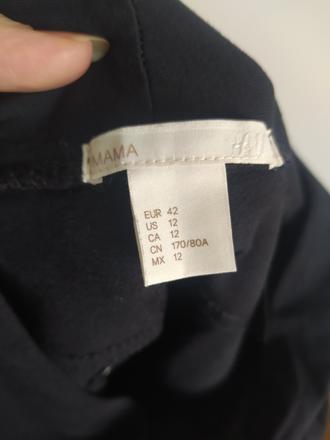 MAMA H&M
EUR 42
US 12
CA 12
CN 170/80A
MX 12